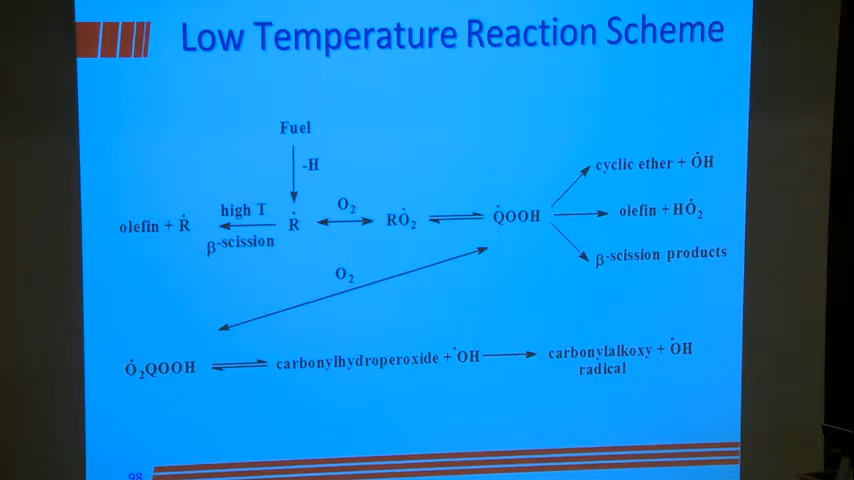 Low Temperature Reaction Scheme
Fuel
-H
cyclic ether + ȮH
high T
O₂
olefin + Ṙ
Ṙ
RȮ₂
Q̇OOH
olefin + HȮ₂
β-scission
β-scission products
O₂
Ȯ₂QOOH
carbonylhydroperoxide + ˙OH
carbonylalkoxy + ȮH
radical
98